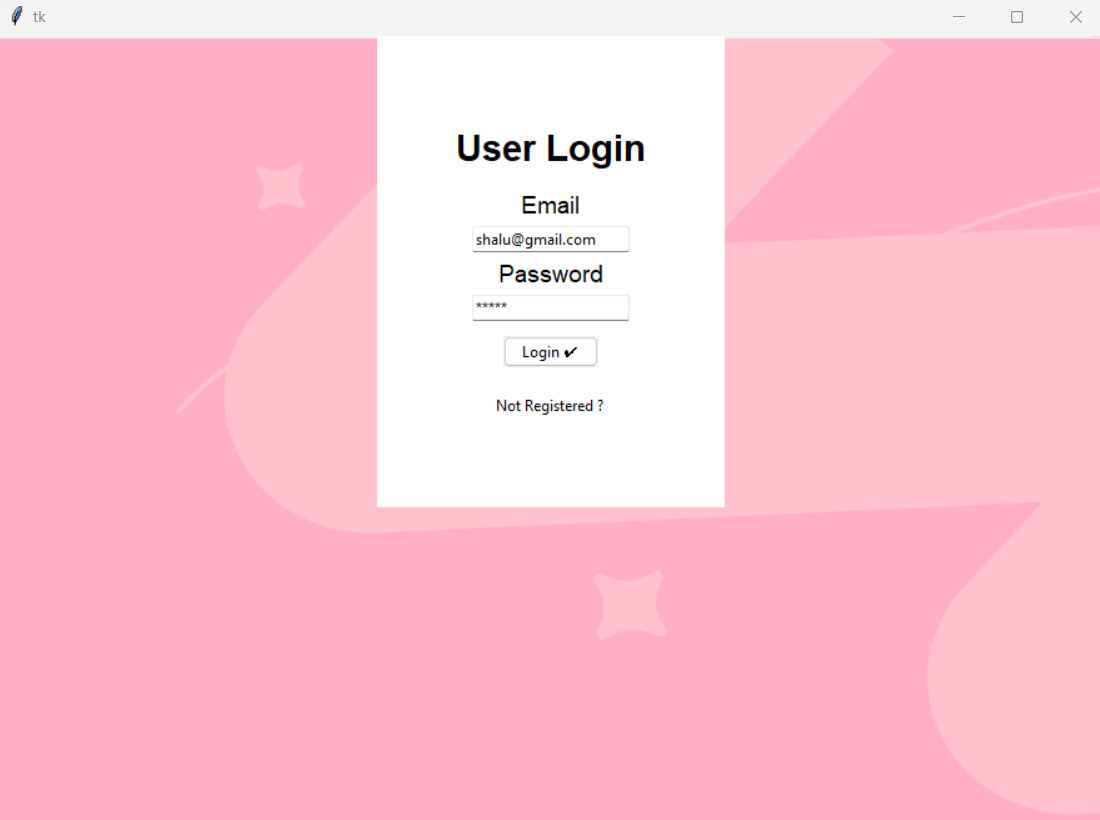 tk
User Login
Email
shalu@gmail.com
Password
*****
Login ✔
Not Registered ?